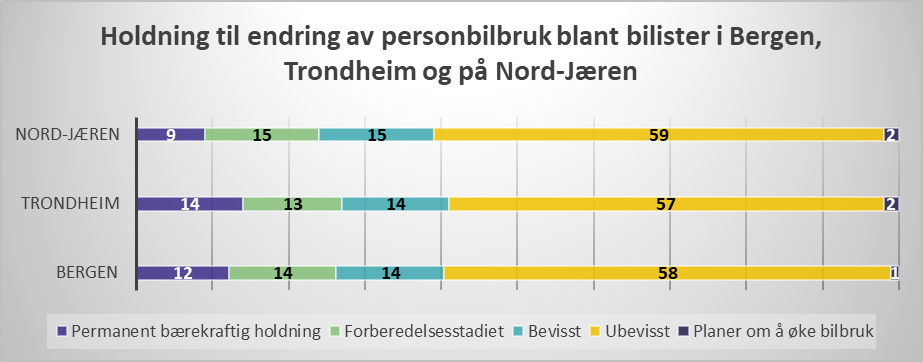 Holdning til endring av personbilbruk blant bilister i Bergen,
Trondheim og på Nord-Jæren
NORD-JÆREN 9 15 15 59 2
TRONDHEIM 14 13 14 57 2
BERGEN 12 14 14 58 1
Permanent bærekraftig holdning Forberedelsesstadiet Bevisst Ubevisst Planer om å øke bilbruk